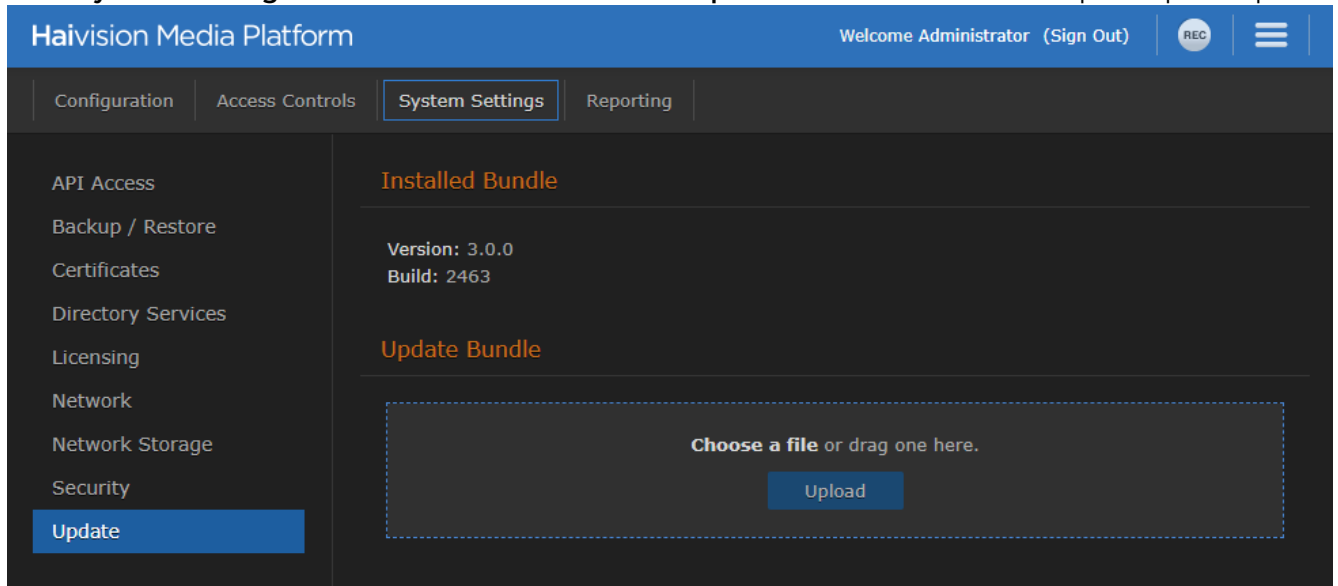 Haivision Media Platform
Welcome Administrator (Sign Out)
REC
Configuration Access Controls System Settings Reporting
API Access
Backup / Restore
Certificates
Directory Services
Licensing
Network
Network Storage
Security
Update
Installed Bundle
Version: 3.0.0
Build: 2463
Update Bundle
Choose a file or drag one here.
Upload